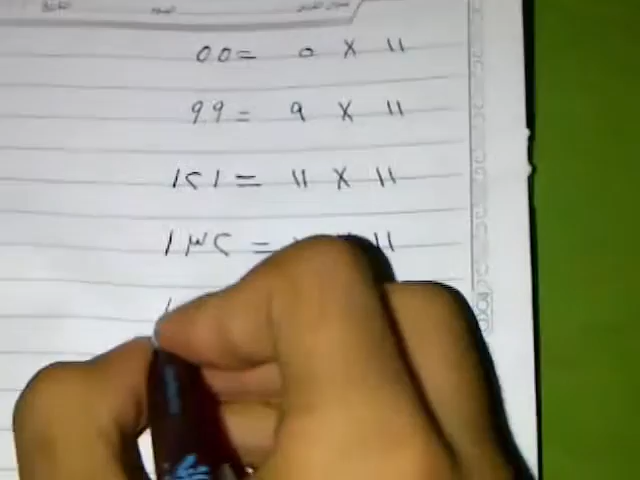 ١١ × ٥ = ٥٥
١١ × ٩ = ٩٩
١١ × ١١ = ١٢١
١١ = ١٣٢